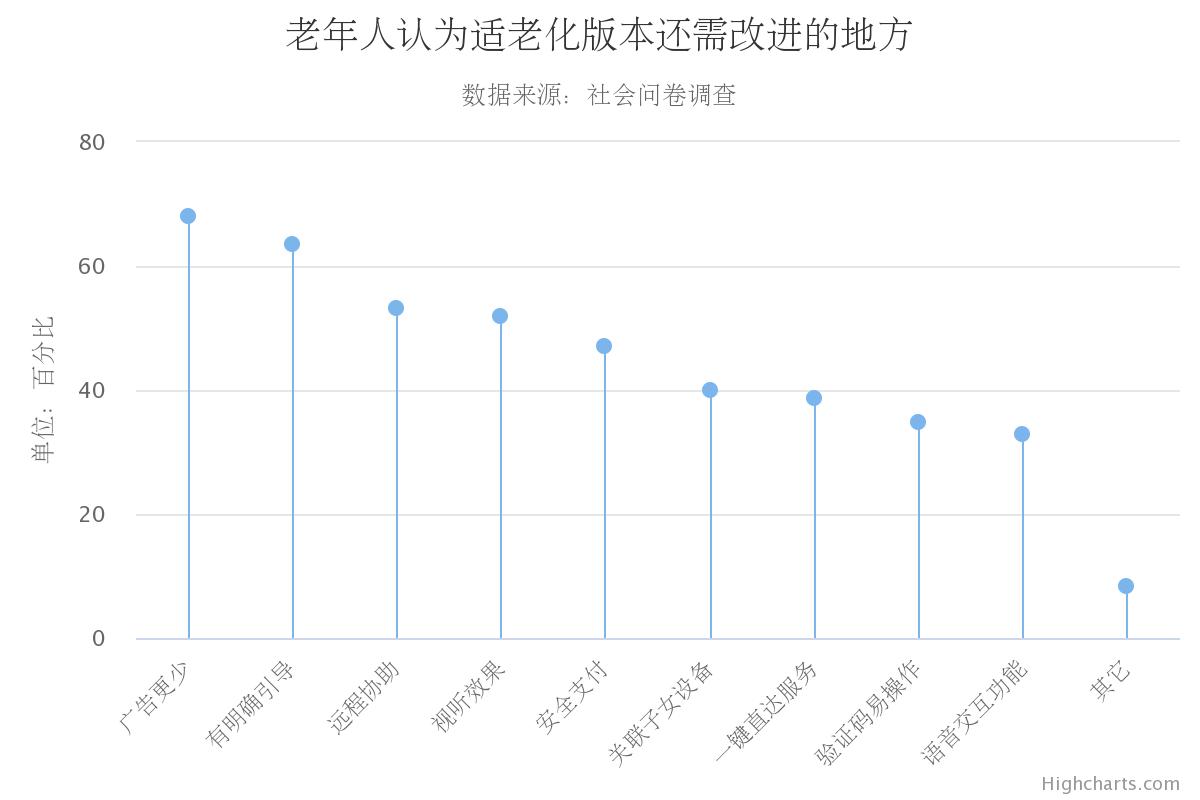 老年人认为适老化版本还需改进的地方
数据来源：社会问卷调查
单位：百分比
80
60
40
20
0
广告更少
有明确引导
远程协助
视听效果
安全支付
关联子女设备
一键直达服务
验证码易操作
语音交互功能
其它
Highcharts.com